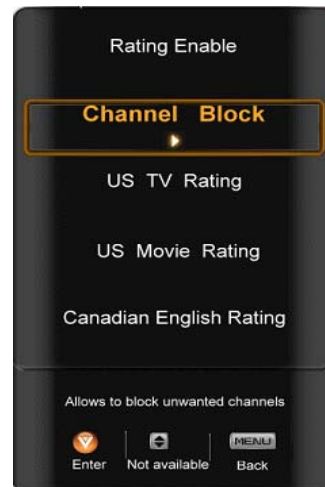 Rating Enable
Channel Block
US TV Rating
US Movie Rating
Canadian English Rating
Allows to block unwanted channels
MENU
Enter Not available Back